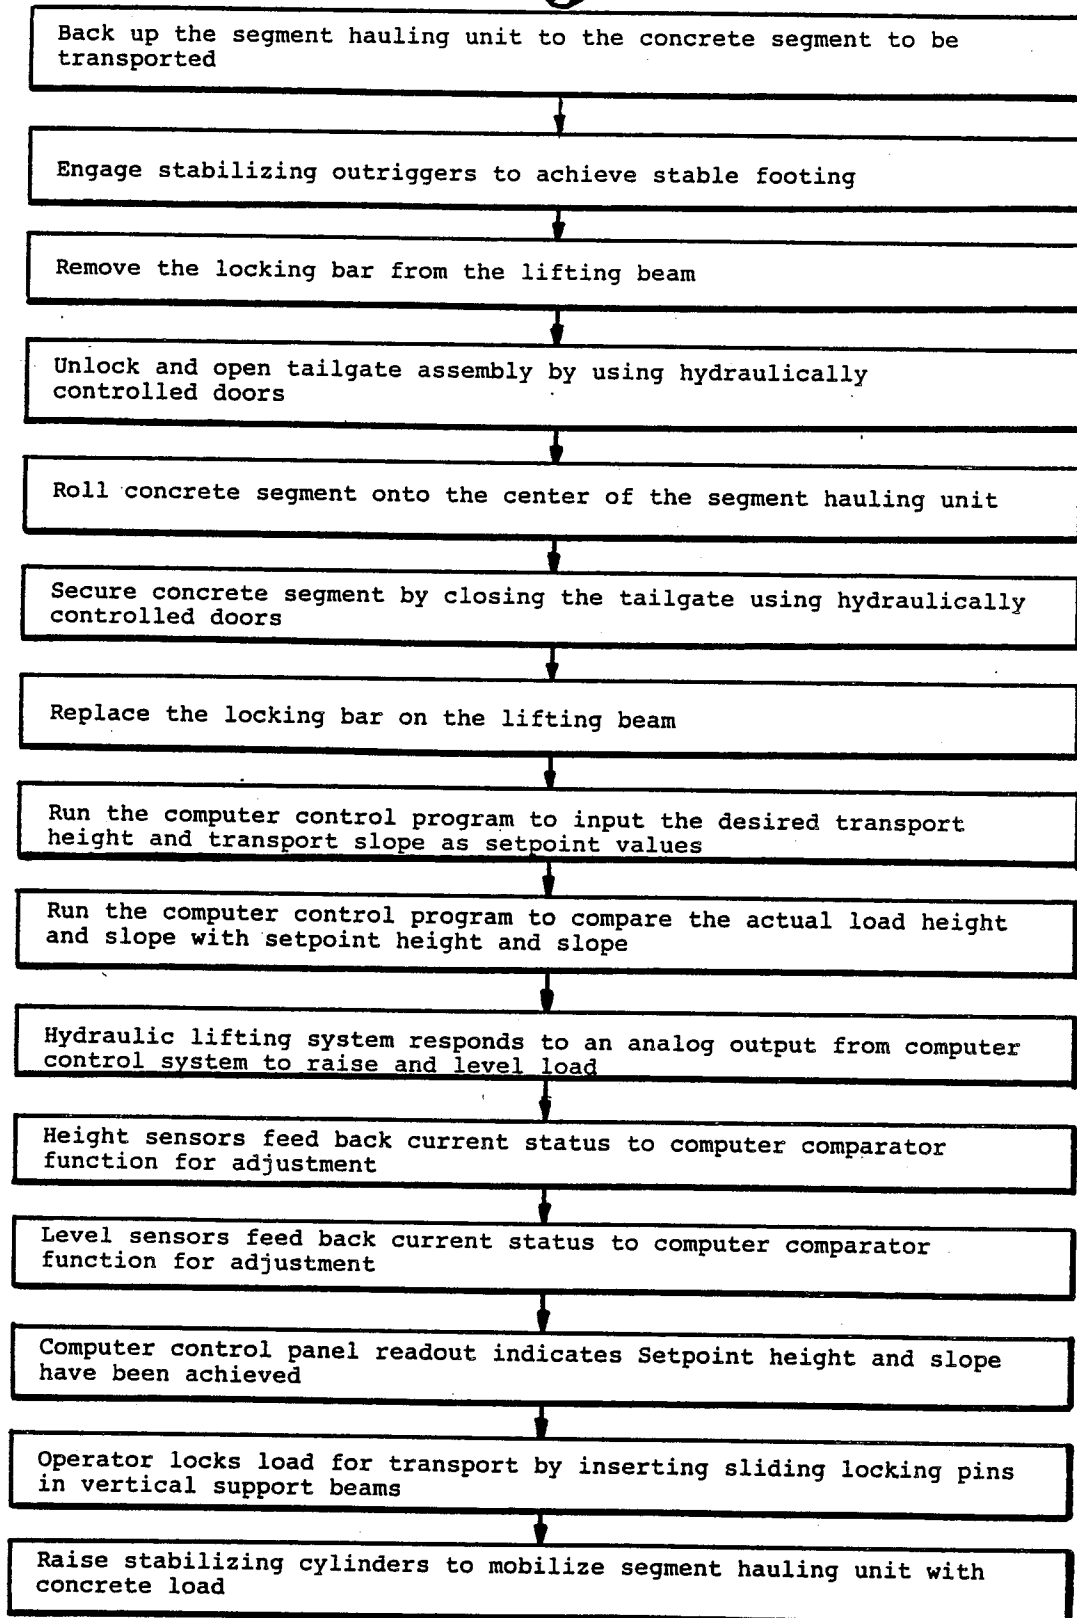 Back up the segment hauling unit to the concrete segment to be
transported
Engage stabilizing outriggers to achieve stable footing
Remove the locking bar from the lifting beam
Unlock and open tailgate assembly by using hydraulically
controlled doors
Roll concrete segment onto the center of the segment hauling unit
Secure concrete segment by closing the tailgate using hydraulically
controlled doors
Replace the locking bar on the lifting beam
Run the computer control program to input the desired transport
height and transport slope as setpoint values
Run the computer control program to compare the actual load height
and slope with setpoint height and slope
Hydraulic lifting system responds to an analog output from computer
control system to raise and level load
Height sensors feed back current status to computer comparator
function for adjustment
Level sensors feed back current status to computer comparator
function for adjustment
Computer control panel readout indicates Setpoint height and slope
have been achieved
Operator locks load for transport by inserting sliding locking pins
in vertical support beams
Raise stabilizing cylinders to mobilize segment hauling unit with
concrete load